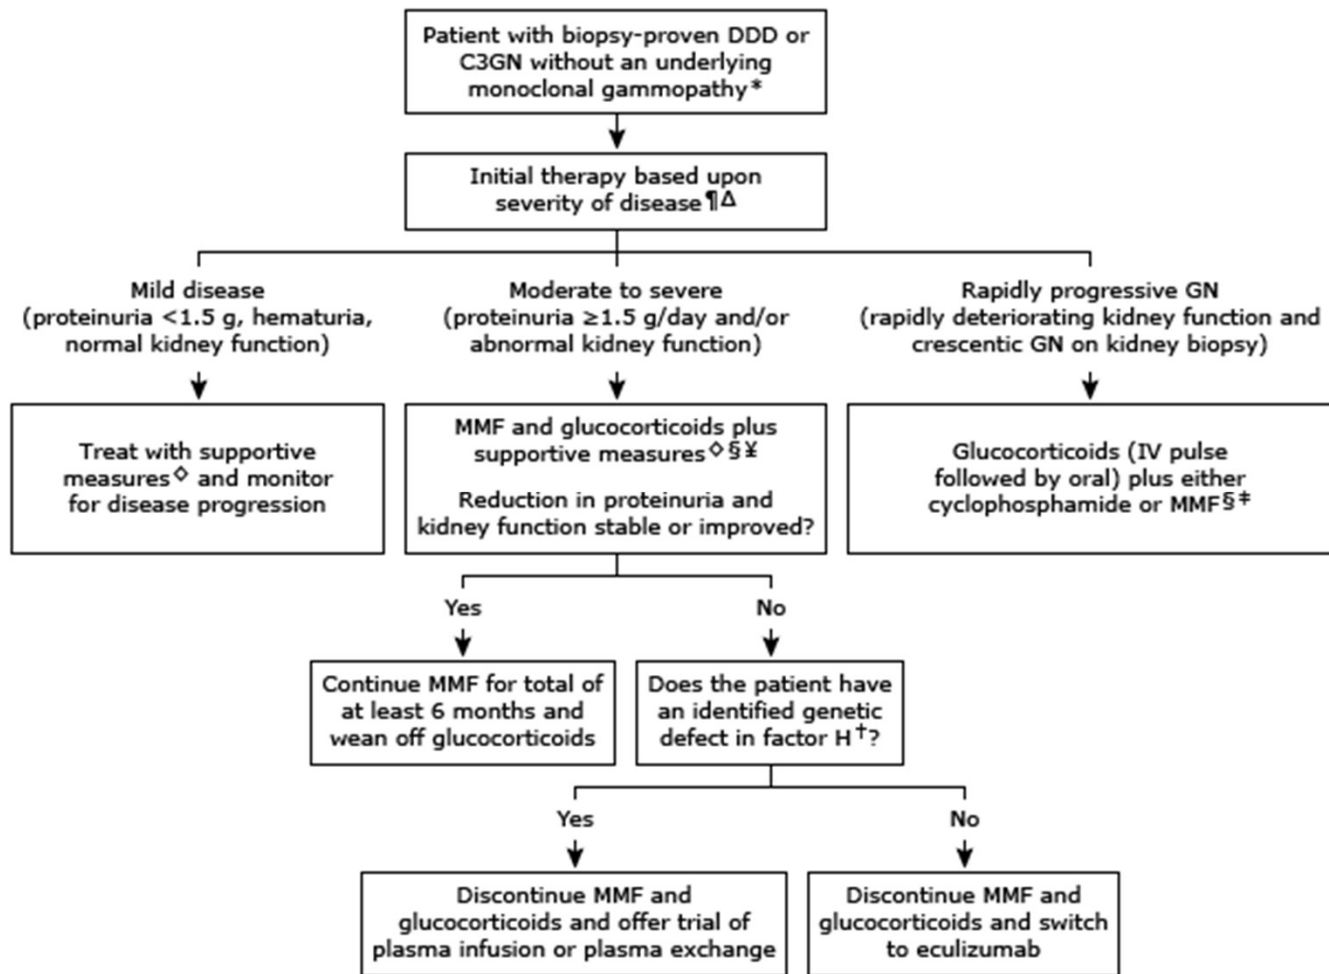 Patient with biopsy-proven DDD or
C3GN without an underlying
monoclonal gammopathy*
Initial therapy based upon
severity of disease¶Δ
Mild disease
(proteinuria <1.5 g, hematuria,
normal kidney function)
Moderate to severe
(proteinuria ≥1.5 g/day and/or
abnormal kidney function)
Rapidly progressive GN
(rapidly deteriorating kidney function and
crescentic GN on kidney biopsy)
Treat with supportive
measures◇ and monitor
for disease progression
MMF and glucocorticoids plus
supportive measures◇§¥
Reduction in proteinuria and
kidney function stable or improved?
Glucocorticoids (IV pulse
followed by oral) plus either
cyclophosphamide or MMF§‡
Yes
No
Continue MMF for total of
at least 6 months and
wean off glucocorticoids
Does the patient have
an identified genetic
defect in factor H†?
Yes
No
Discontinue MMF and
glucocorticoids and offer trial of
plasma infusion or plasma exchange
Discontinue MMF and
glucocorticoids and switch
to eculizumab